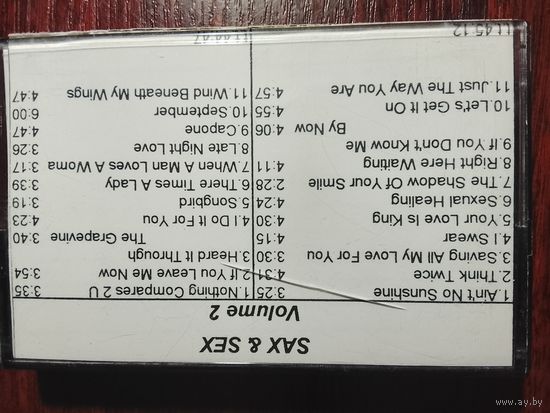 SAX & SEX
Volume 2
1.Ain't No Sunshine 3:25
2.Think Twice 4:31
3.Saving All My Love For You 3:30
4.I Swear 4:15
5.Your Love Is King 4:30
6.Sexual Healing 4:24
7.The Shadow Of Your Smile 2:28
8.Right Here Waiting 4:11
9.If You Don't Know Me
By Now 4:06
10.Let's Get It On 4:55
11.Just The Way You Are 4:57
45:12
1.Nothing Compares 2 U 3:35
2.If You Leave Me Now 3:54
3.Heard It Through
The Grapevine 3:40
4.I Do It For You 4:23
5.Songbird 3:19
6.There Times A Lady 3:39
7.When A Man Loves A Woma 3:17
8.Late Night Love 3:26
9.Capone 4:47
10.September 6:00
11.Wind Beneath My Wings 4:47
www.ay.by